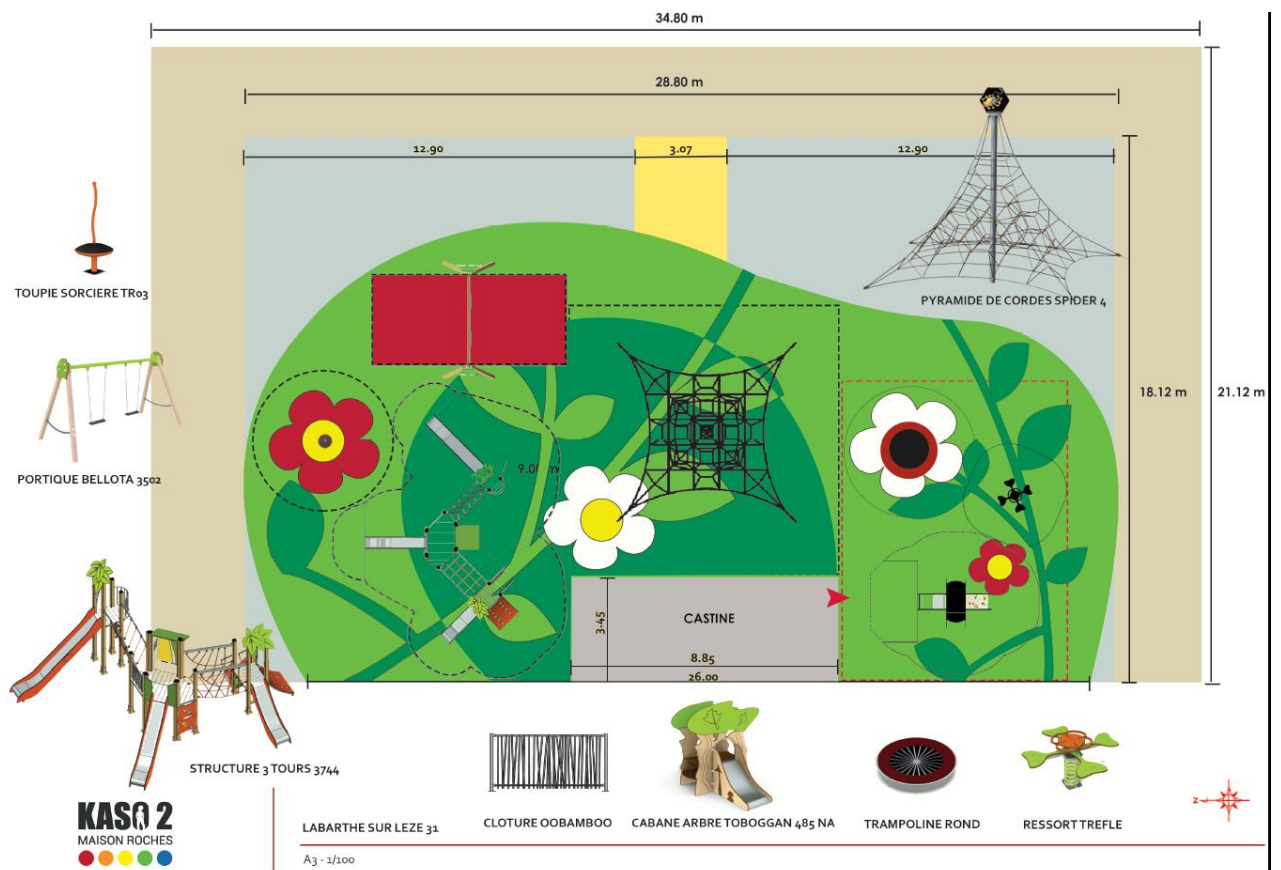 34.80 m
28.80 m
12.90
3.07
12.90
TOUPIE SORCIERE TR03
PYRAMIDE DE CORDES SPIDER 4
18.12 m
21.12 m
PORTIQUE BELLOTA 3502
3.45
CASTINE
8.85
26.00
STRUCTURE 3 TOURS 3744
CLOTURE OOBAMBOO
CABANE ARBRE TOBOGGAN 485 NA
TRAMPOLINE ROND
RESSORT TREFLE
KASO 2
MAISON ROCHES
LABARTHE SUR LEZE 31
A3 - 1/100
Z